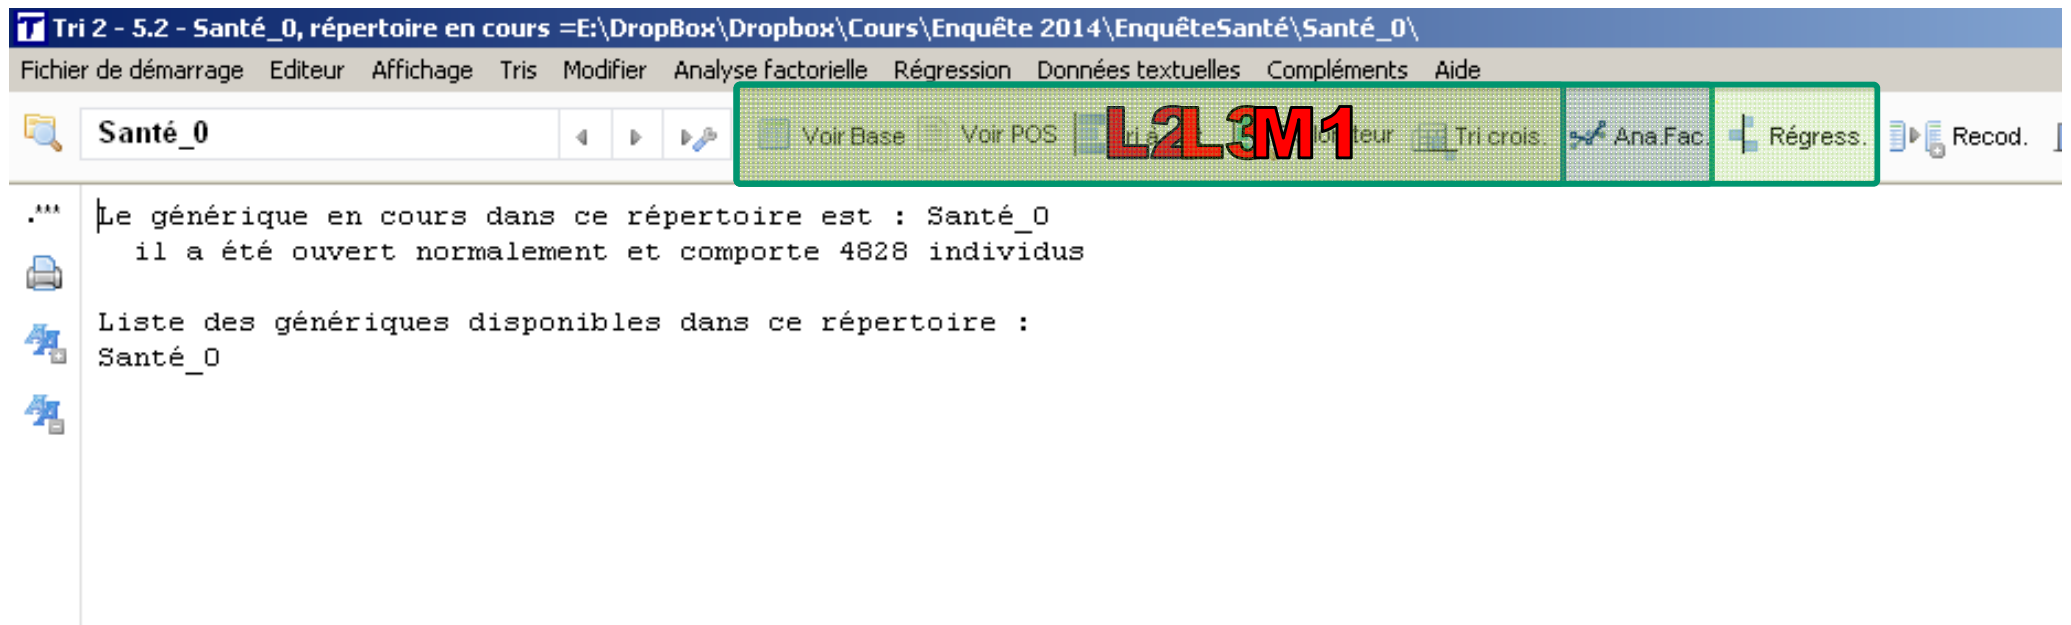 Tri 2 - 5.2 - Santé_0, répertoire en cours =E:\DropBox\Dropbox\Cours\Enquête 2014\EnquêteSanté\Santé_0\
Fichier de démarrage Editeur Affichage Tris Modifier Analyse factorielle Régression Données textuelles Compléments Aide
Santé_0 Voir Base Voir POS L2L3M1 Tri crois. Ana.Fac. Régress. Recod.
Le générique en cours dans ce répertoire est : Santé_0
il a été ouvert normalement et comporte 4828 individus
Liste des génériques disponibles dans ce répertoire :
Santé_0